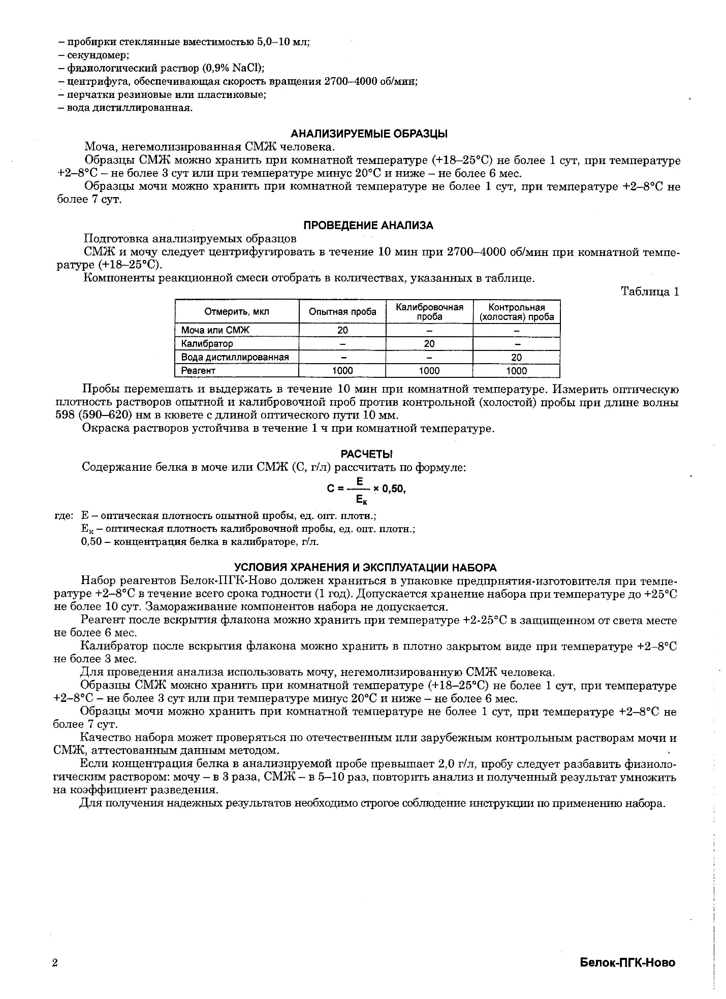 – пробирки стеклянные вместимостью 5,0–10 мл;
– секундомер;
– физиологический раствор (0,9% NaCl);
– центрифуга, обеспечивающая скорость вращения 2700–4000 об/мин;
– перчатки резиновые или пластиковые;
– вода дистиллированная.
АНАЛИЗИРУЕМЫЕ ОБРАЗЦЫ
Моча, негемолизированная СМЖ человека.
Образцы СМЖ можно хранить при комнатной температуре (+18–25°С) не более 1 сут, при температуре
+2–8°С – не более 3 сут или при температуре минус 20°С и ниже – не более 6 мес.
Образцы мочи можно хранить при комнатной температуре не более 1 сут, при температуре +2–8°С не
более 7 сут.
ПРОВЕДЕНИЕ АНАЛИЗА
Подготовка анализируемых образцов
СМЖ и мочу следует центрифугировать в течение 10 мин при 2700–4000 об/мин при комнатной темпе-
ратуре (+18–25°С).
Компоненты реакционной смеси отобрать в количествах, указанных в таблице.
Таблица 1
Отмерить, мкл Опытная проба Калибровочная проба Контрольная (холостая) проба
Моча или СМЖ 20 – –
Калибратор – 20 –
Вода дистиллированная – – 20
Реагент 1000 1000 1000
Пробы перемешать и выдержать в течение 10 мин при комнатной температуре. Измерить оптическую
плотность растворов опытной и калибровочной проб против контрольной (холостой) пробы при длине волны
598 (590–620) нм в кювете с длиной оптического пути 10 мм.
Окраска растворов устойчива в течение 1 ч при комнатной температуре.
РАСЧЕТЫ
Содержание белка в моче или СМЖ (С, г/л) рассчитать по формуле:
E
C = —— × 0,50,
Eк
где: Е – оптическая плотность опытной пробы, ед. опт. плотн.;
Ек – оптическая плотность калибровочной пробы, ед. опт. плотн.;
0,50 – концентрация белка в калибраторе, г/л.
УСЛОВИЯ ХРАНЕНИЯ И ЭКСПЛУАТАЦИИ НАБОРА
Набор реагентов Белок-ПГК-Ново должен храниться в упаковке предприятия-изготовителя при темпе-
ратуре +2–8°С в течение всего срока годности (1 год). Допускается хранение набора при температуре до +25°С
не более 10 сут. Замораживание компонентов набора не допускается.
Реагент после вскрытия флакона можно хранить при температуре +2-25°С в защищенном от света месте
не более 6 мес.
Калибратор после вскрытия флакона можно хранить в плотно закрытом виде при температуре +2–8°С
не более 3 мес.
Для проведения анализа использовать мочу, негемолизированную СМЖ человека.
Образцы СМЖ можно хранить при комнатной температуре (+18–25°С) не более 1 сут, при температуре
+2–8°С – не более 3 сут или при температуре минус 20°С и ниже – не более 6 мес.
Образцы мочи можно хранить при комнатной температуре не более 1 сут, при температуре +2–8°С не
более 7 сут.
Качество набора может проверяться по отечественным или зарубежным контрольным растворам мочи и
СМЖ, аттестованным данным методом.
Если концентрация белка в анализируемой пробе превышает 2,0 г/л, пробу следует разбавить физиоло-
гическим раствором: мочу – в 3 раза, СМЖ – в 5–10 раз, повторить анализ и полученный результат умножить
на коэффициент разведения.
Для получения надежных результатов необходимо строгое соблюдение инструкции по применению набора.
2 Белок-ПГК-Ново